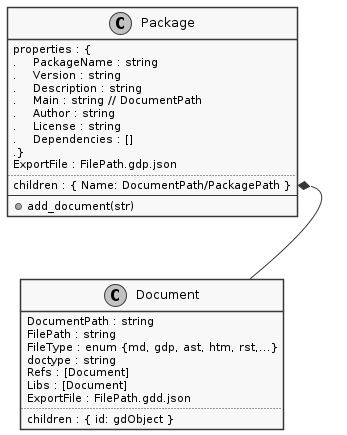 C Package
properties : {
.    PackageName : string
.    Version : string
.    Description : string
.    Main : string // DocumentPath
.    Author : string
.    License : string
.    Dependencies : []
.}
ExportFile : FilePath.gdp.json
children : { Name: DocumentPath/PackagePath }
add_document(str)
C Document
DocumentPath : string
FilePath : string
FileType : enum {md, gdp, ast, htm, rst,...}
doctype : string
Refs : [Document]
Libs : [Document]
ExportFile : FilePath.gdd.json
children : { id: gdObject }